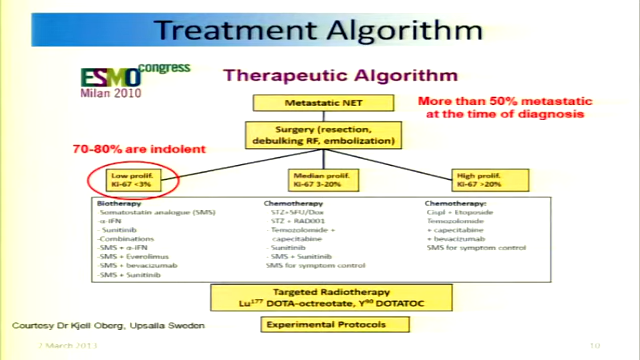 Treatment Algorithm
ESMO congress
Milan 2010
Therapeutic Algorithm
Metastatic NET
More than 50% metastatic
at the time of diagnosis
Surgery (resection,
debulking RF, embolization)
70-80% are indolent
Low prolif.
Ki-67 <3%
Median prolif.
Ki-67 3-20%
High prolif.
Ki-67 >20%
Biotherapy
-Somatostatin analogue (SMS)
-α-IFN
-Sunitinib
-Combinations
-SMS + α-IFN
-SMS + Everolimus
-SMS + bevacizumab
-SMS + Sunitinib
Chemotherapy:
- STZ+5FU/Dox
- STZ + RAD001
- Temozolomide +
capecitabine
- Sunitinib
- SMS + Sunitinib
SMS for symptom control
Chemotherapy:
Cispl + Etoposide
Temozolomide
+ capecitabine
+ bevacizumab
SMS for symptom control
Targeted Radiotherapy
Lu177 DOTA-octreotate, Y90 DOTATOC
Experimental Protocols
Courtesy Dr Kjell Oberg, Upsalla Sweden
7 March 2013
10